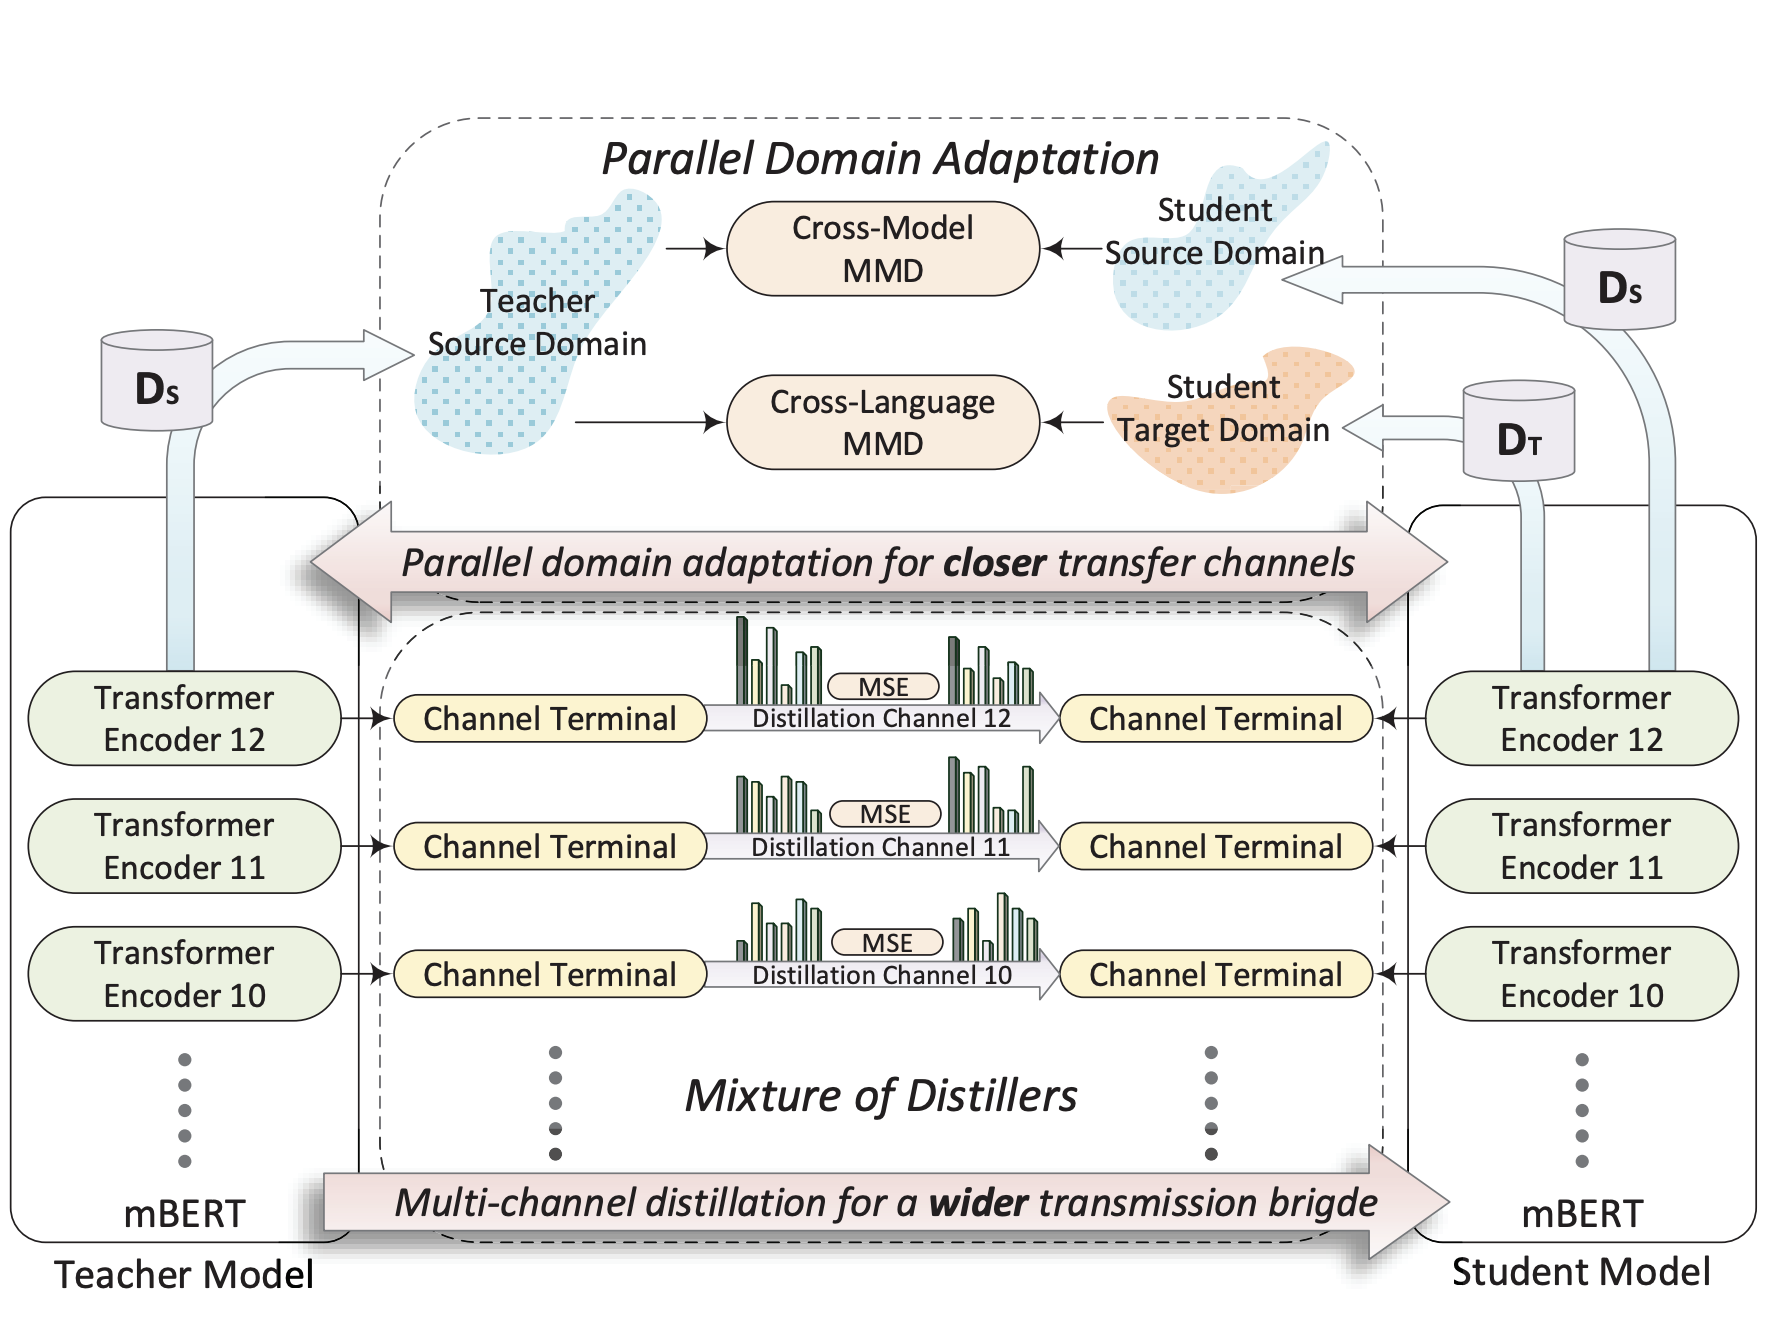 Parallel Domain Adaptation
Cross-Model
MMD
Student
Source Domain
Teacher
Source Domain
Cross-Language
MMD
Student
Target Domain
DS
DS
DT
Parallel domain adaptation for closer transfer channels
Transformer
Encoder 12
Channel Terminal
MSE
Distillation Channel 12
Channel Terminal
Transformer
Encoder 12
Transformer
Encoder 11
Channel Terminal
MSE
Distillation Channel 11
Channel Terminal
Transformer
Encoder 11
Transformer
Encoder 10
Channel Terminal
MSE
Distillation Channel 10
Channel Terminal
Transformer
Encoder 10
Mixture of Distillers
Multi-channel distillation for a wider transmission brigde
mBERT
Teacher Model
mBERT
Student Model